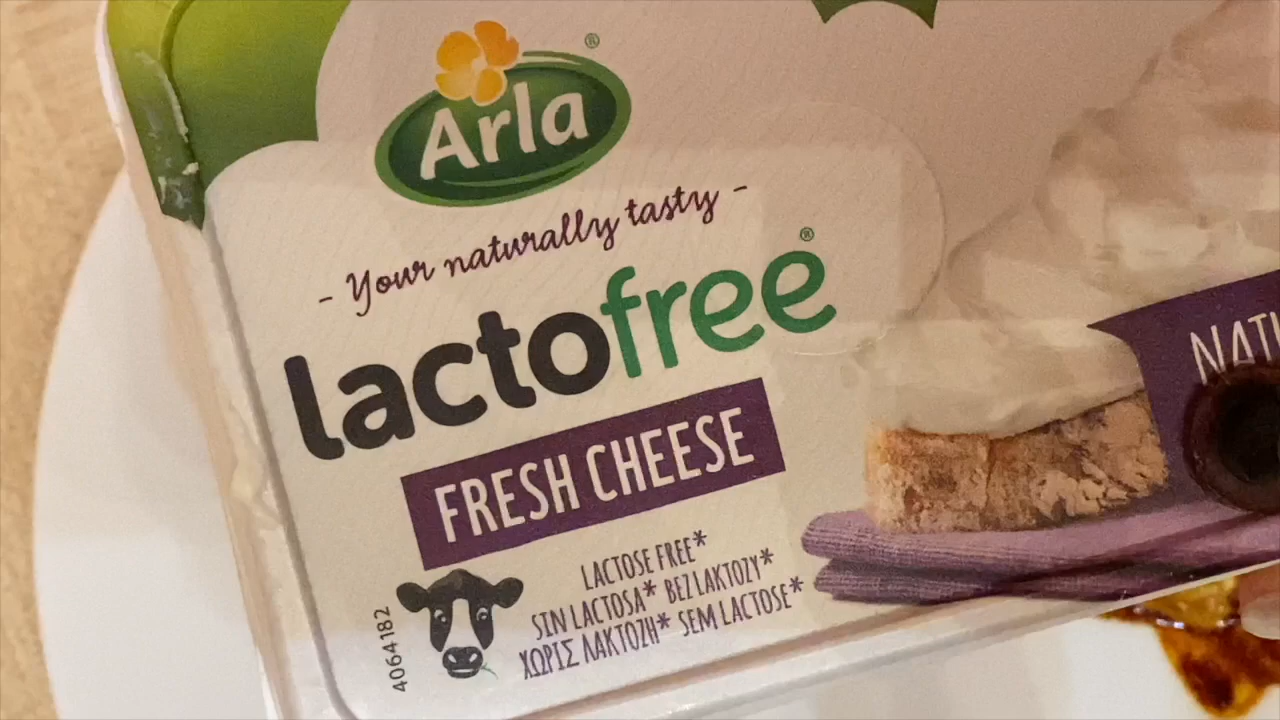 Arla®
- Your naturally tasty -
lactofree®
FRESH CHEESE
LACTOSE FREE*
SIN LACTOSA* BEZ LAKTOZY*
ΧΩΡΙΣ ΛΑΚΤΟΖΗ* SEM LACTOSE*
4064182